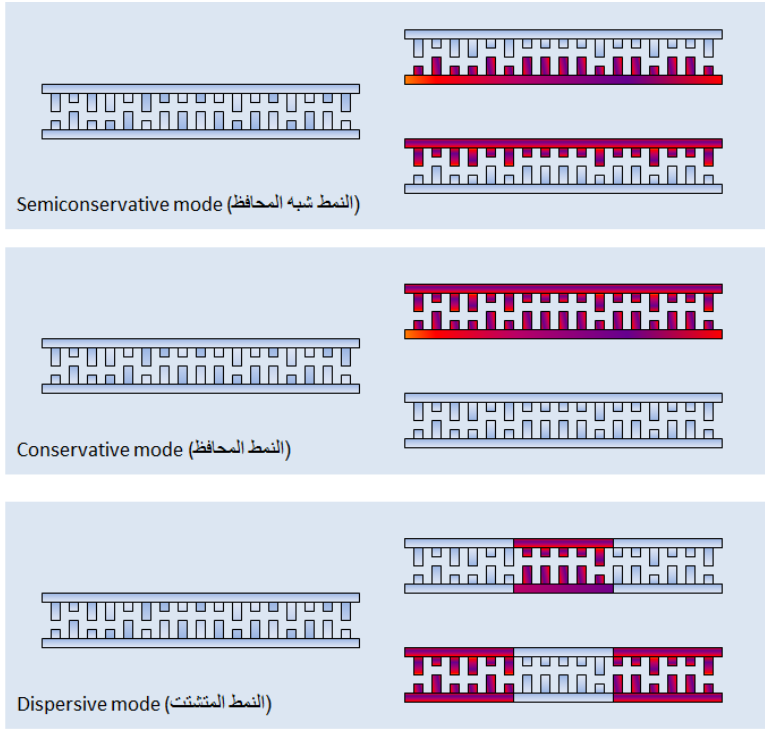 Semiconservative mode (النمط شبه المحافظ)
Conservative mode (النمط المحافظ)
Dispersive mode (النمط المتشتت)